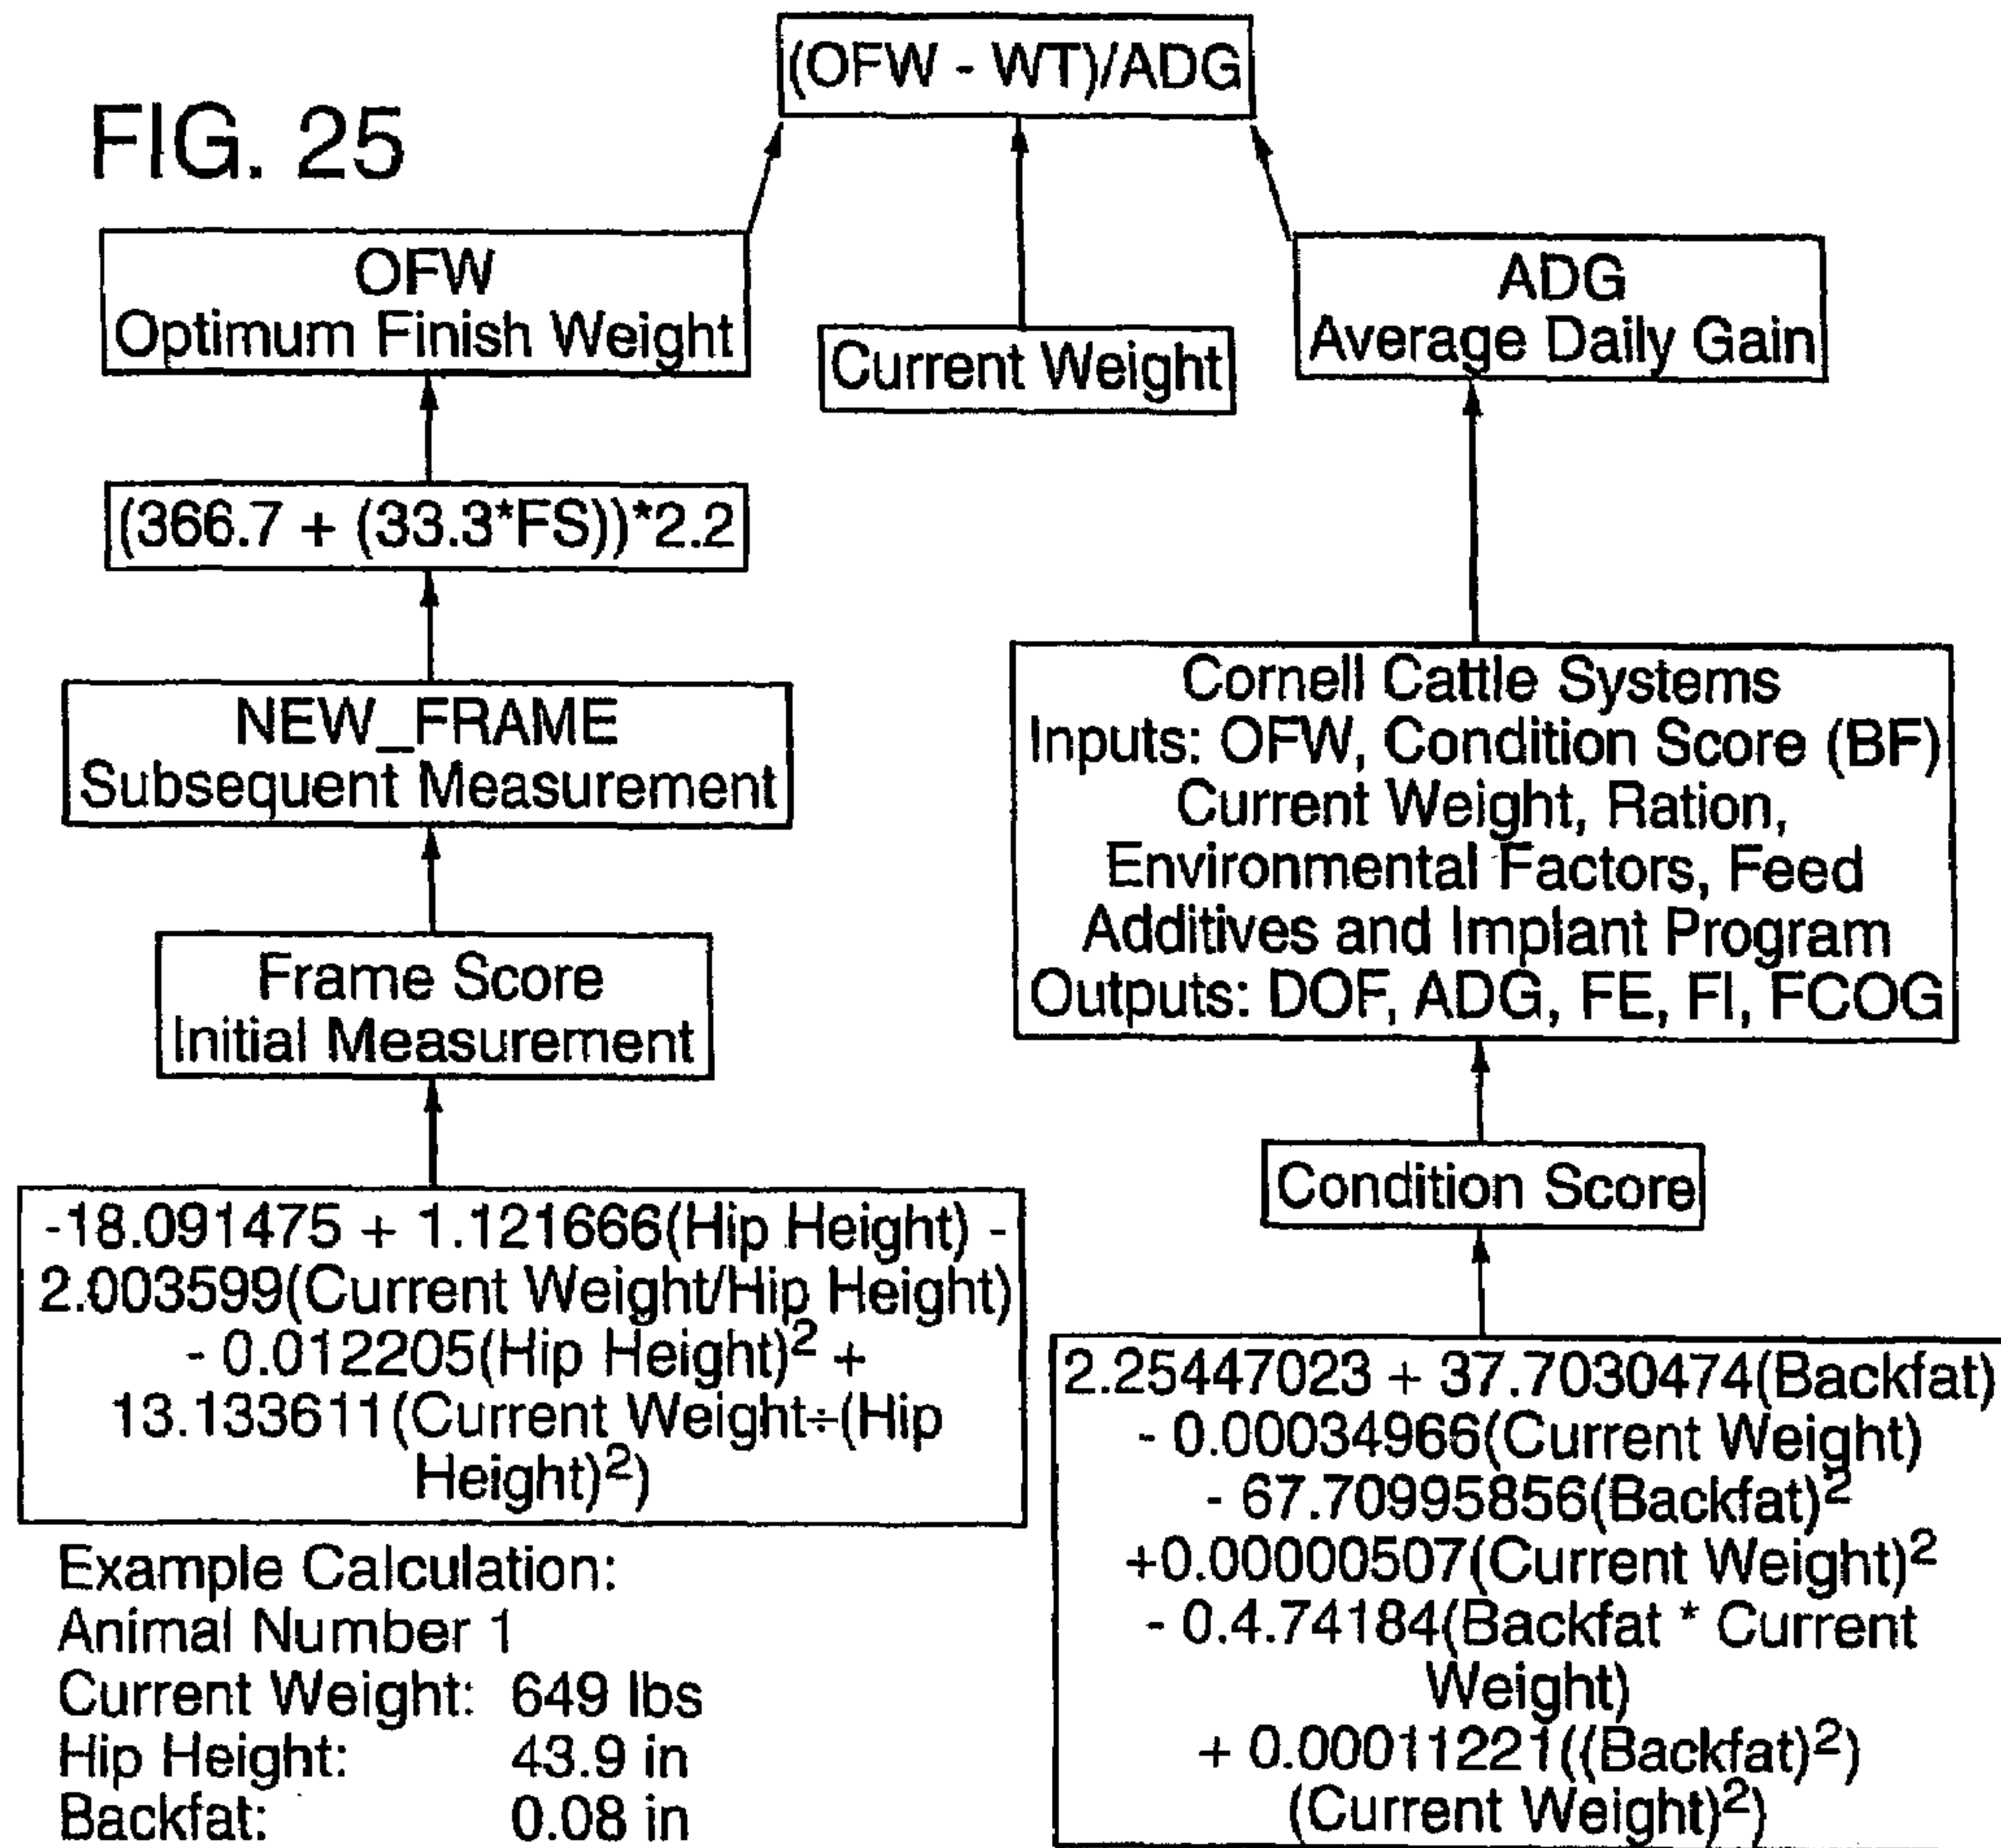 FIG. 25
(OFW - WT)/ADG
OFW
Optimum Finish Weight
Current Weight
ADG
Average Daily Gain
(366.7 + (33.3*FS))*2.2
NEW_FRAME
Subsequent Measurement
Frame Score
Initial Measurement
-18.091475 + 1.121666(Hip Height) -
2.003599(Current Weight/Hip Height)
- 0.012205(Hip Height)² +
13.133611(Current Weight÷(Hip
Height)²)
Cornell Cattle Systems
Inputs: OFW, Condition Score (BF)
Current Weight, Ration,
Environmental Factors, Feed
Additives and Implant Program
Outputs: DOF, ADG, FE, FI, FCOG
Condition Score
2.25447023 + 37.7030474(Backfat)
- 0.00034966(Current Weight)
- 67.70995856(Backfat)²
+0.00000507(Current Weight)²
- 0.4.74184(Backfat * Current
Weight)
+ 0.00011221((Backfat)²)
(Current Weight)²)
Example Calculation:
Animal Number 1
Current Weight: 649 lbs
Hip Height: 43.9 in
Backfat: 0.08 in